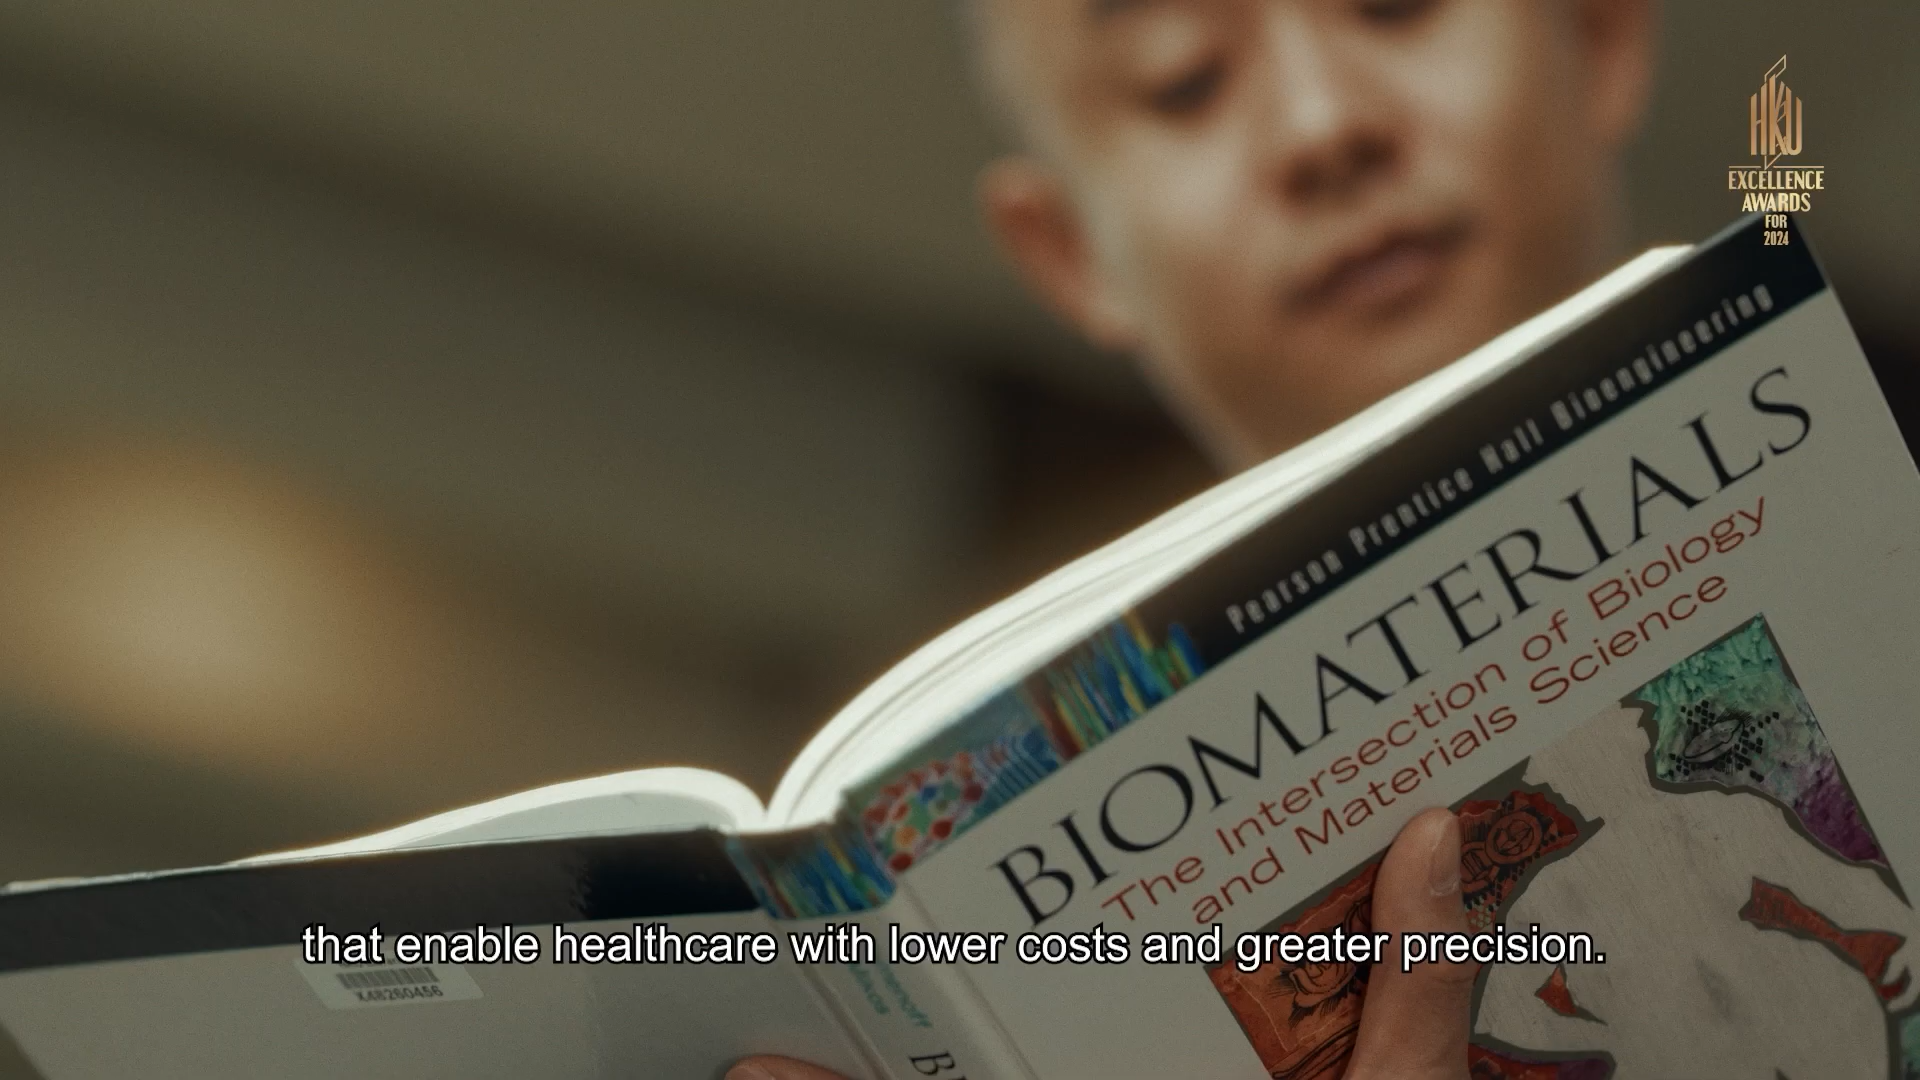 HKU
EXCELLENCE
AWARDS
FOR
2024
Pearson Prentice Hall Bioengineering
BIOMATERIALS
The Intersection of Biology
and Materials Science
that enable healthcare with lower costs and greater precision.
X48260456